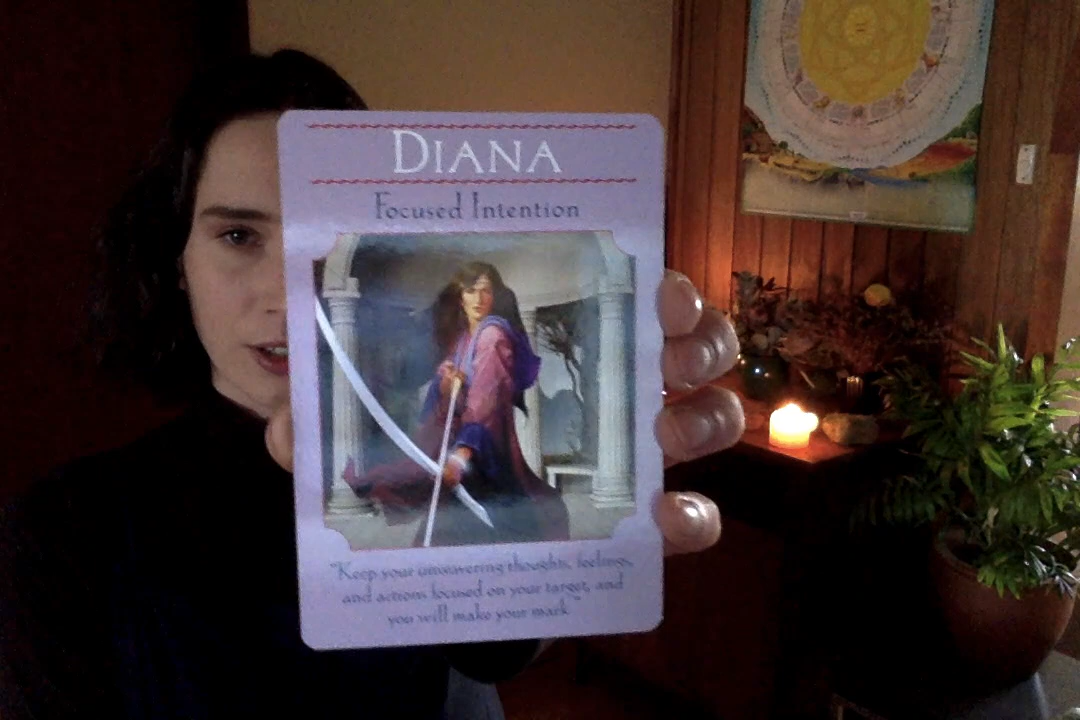 DIANA
Focused Intention
"Keep your unwavering thoughts, feelings,
and actions focused on your target, and
you will make your mark."